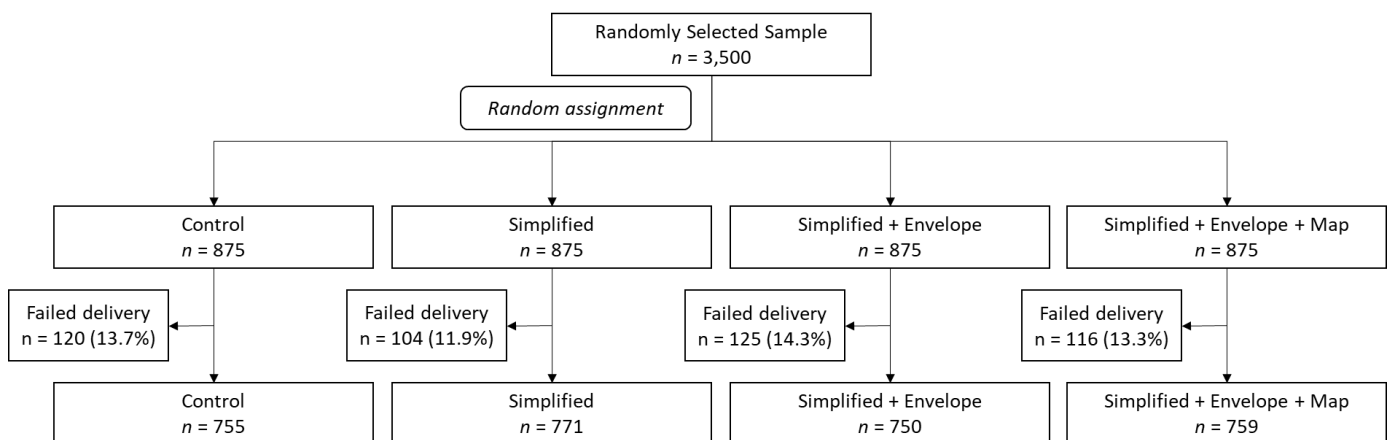 Randomly Selected Sample
n = 3,500
Random assignment
Control
n = 875
Simplified
n = 875
Simplified + Envelope
n = 875
Simplified + Envelope + Map
n = 875
Failed delivery
n = 120 (13.7%)
Failed delivery
n = 104 (11.9%)
Failed delivery
n = 125 (14.3%)
Failed delivery
n = 116 (13.3%)
Control
n = 755
Simplified
n = 771
Simplified + Envelope
n = 750
Simplified + Envelope + Map
n = 759